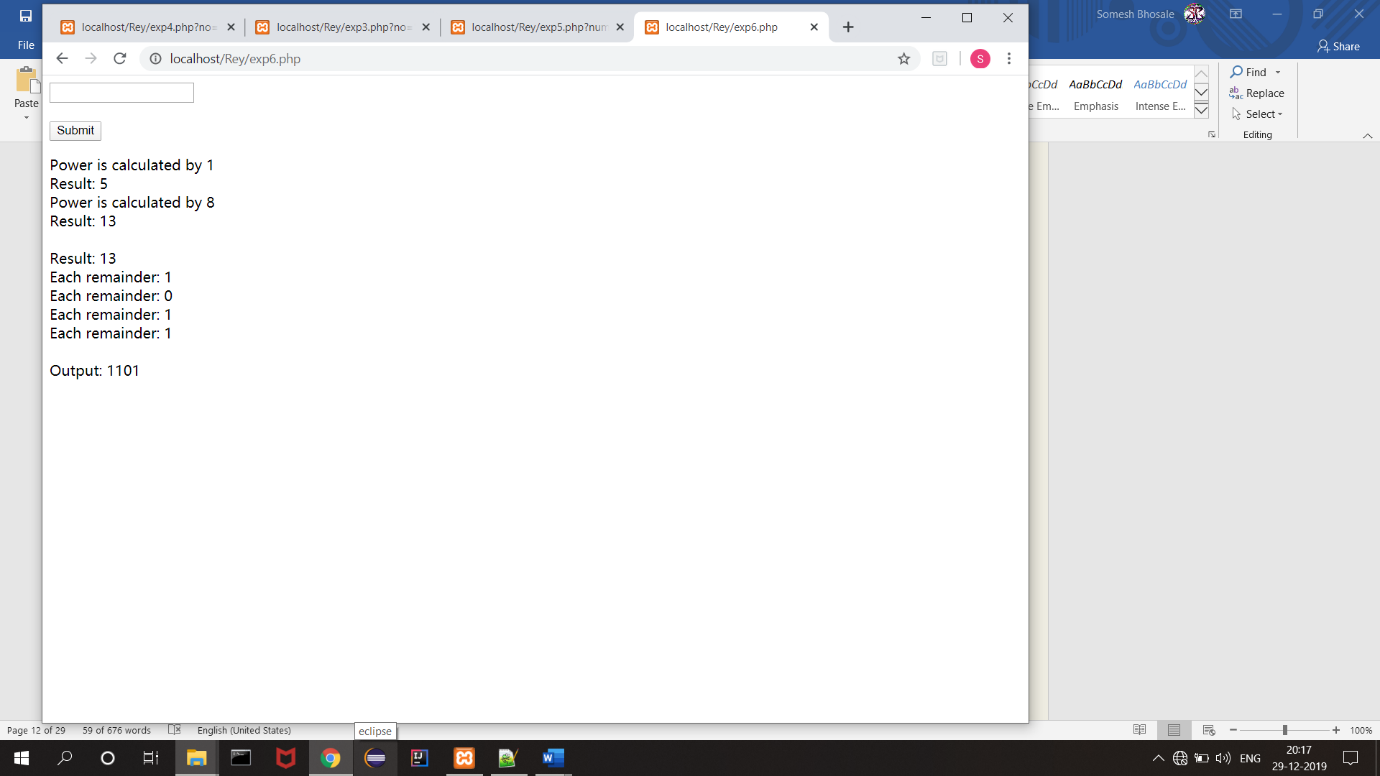 localhost/Rey/exp4.php?no=
localhost/Rey/exp3.php?no=
localhost/Rey/exp5.php?num
localhost/Rey/exp6.php
Somesh Bhosale
File
Share
localhost/Rey/exp6.php
S
Paste
Submit
Power is calculated by 1
Result: 5
Power is calculated by 8
Result: 13
Result: 13
Each remainder: 1
Each remainder: 0
Each remainder: 1
Each remainder: 1
Output: 1101
CcDd AaBbCcDd AaBbCcDd
e Em... Emphasis Intense E...
Find
Replace
Select
Editing
Page 12 of 29 59 of 676 words English (United States) 100%
eclipse
ENG
20:17
29-12-2019